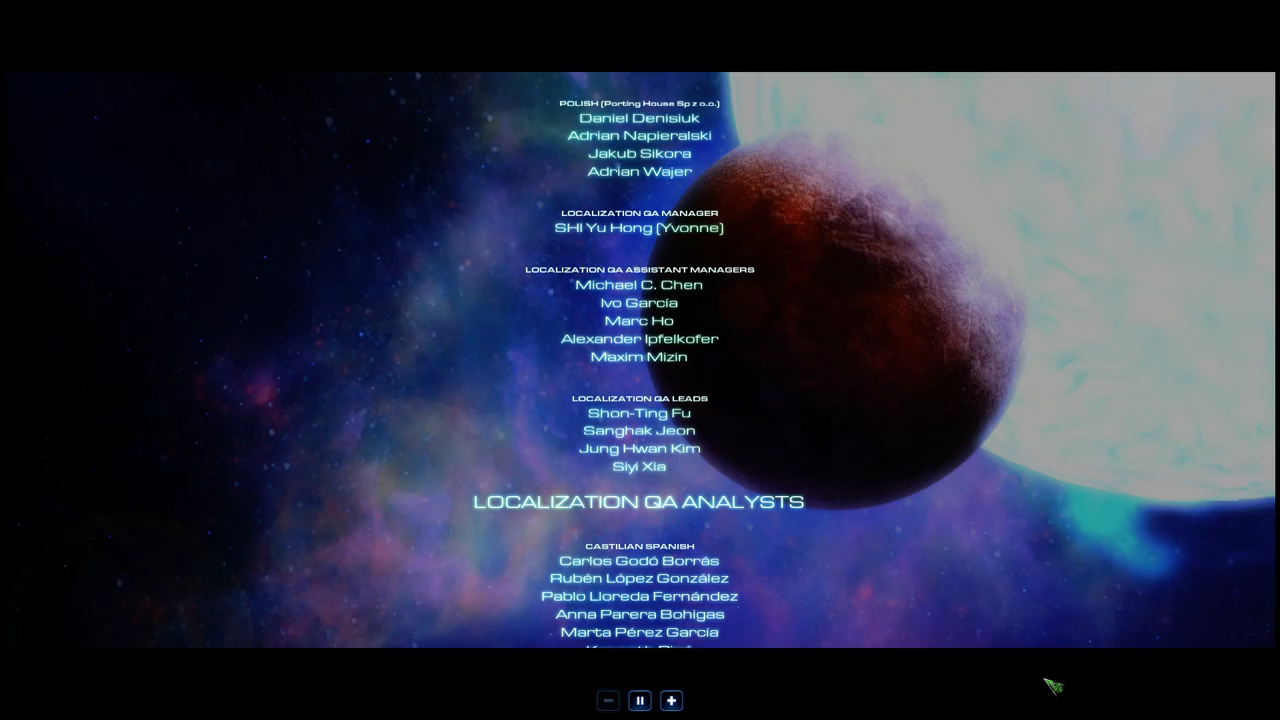 POLISH (Porting House Sp z o.o.)
Daniel Denisiuk
Adrian Napieralski
Jakub Sikora
Adrian Wajer
LOCALIZATION QA MANAGER
SHI Yu Hong (Yvonne)
LOCALIZATION QA ASSISTANT MANAGERS
Michael C. Chen
Ivo García
Marc Ho
Alexander Ipfelkofer
Maxim Mizin
LOCALIZATION QA LEADS
Shon-Ting Fu
Sanghak Jeon
Jung Hwan Kim
Siyi Xia
LOCALIZATION QA ANALYSTS
CASTILIAN SPANISH
Carlos Godó Borrás
Rubén López González
Pablo Lloreda Fernández
Anna Parera Bohigas
Marta Pérez García